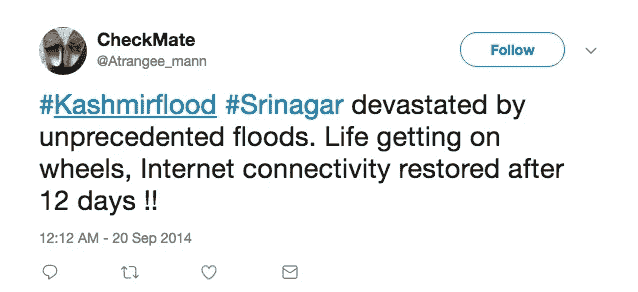 CheckMate
@Atrangee_mann
Follow
#Kashmirflood #Srinagar devastated by
unprecedented floods. Life getting on
wheels, Internet connectivity restored after
12 days !!
12:12 AM - 20 Sep 2014